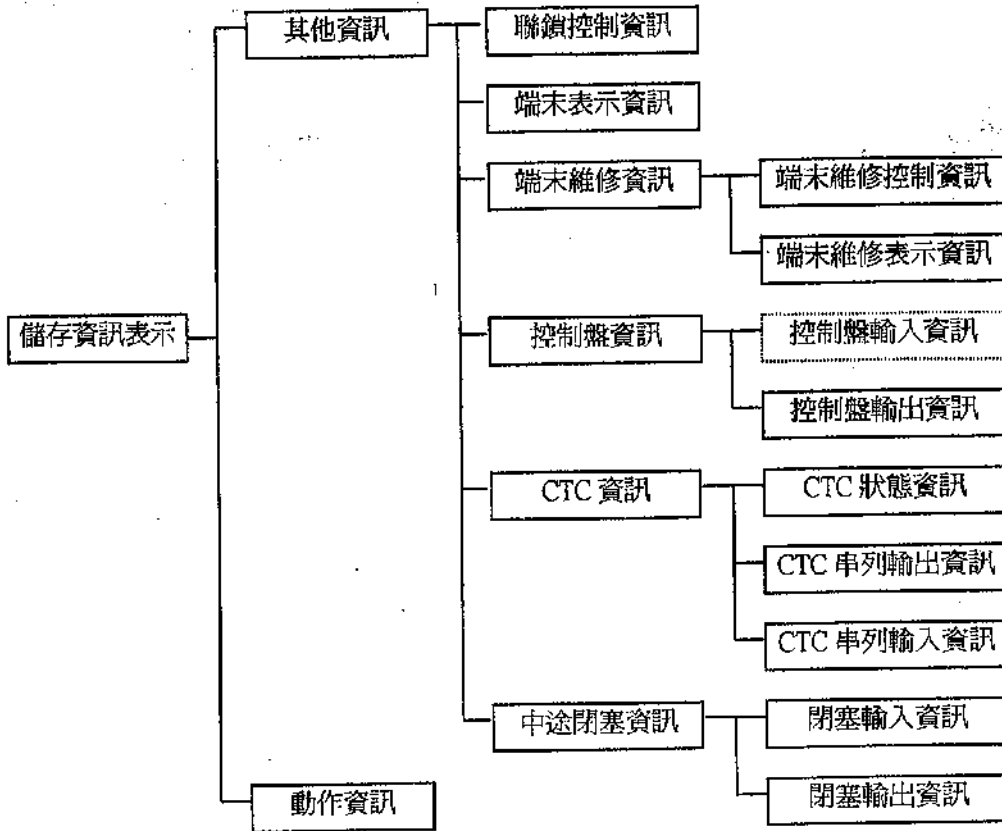 其他資訊
聯鎖控制資訊
端末表示資訊
端末維修資訊
端末維修控制資訊
端末維修表示資訊
儲存資訊表示
控制盤資訊
控制盤輸入資訊
控制盤輸出資訊
CTC 資訊
CTC 狀態資訊
CTC 串列輸出資訊
CTC 串列輸入資訊
中途閉塞資訊
閉塞輸入資訊
閉塞輸出資訊
動作資訊